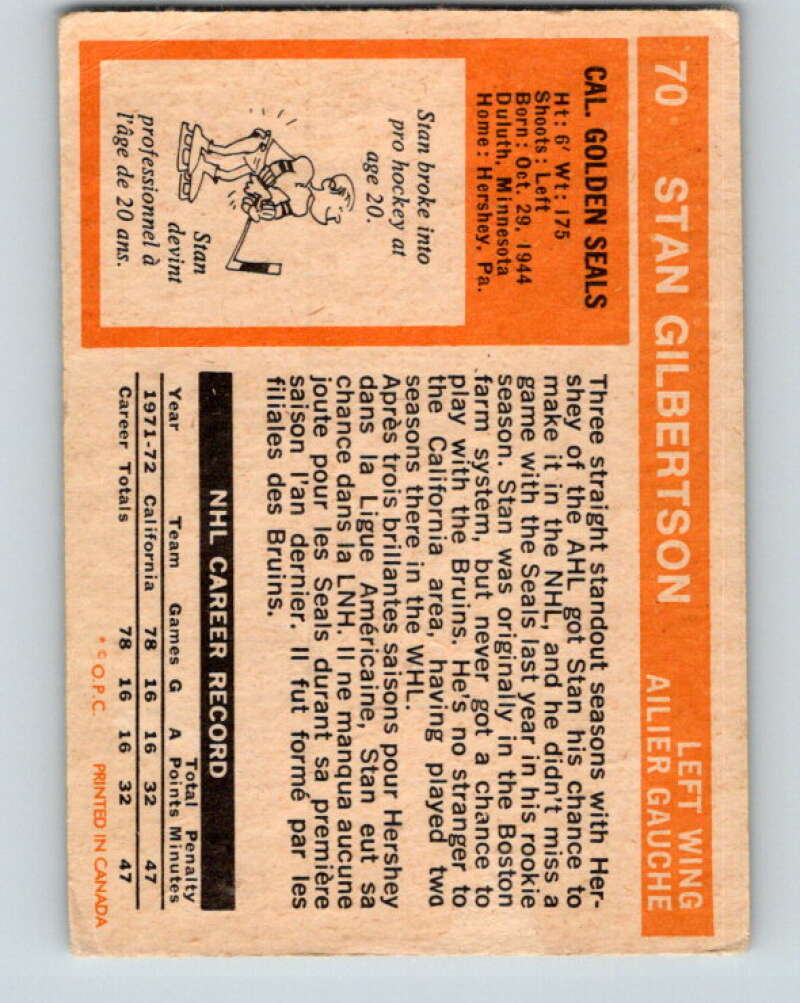 70 STAN GILBERTSON
LEFT WING
AILIER GAUCHE
CAL. GOLDEN SEALS
Ht: 6' Wt: 175
Shoots: Left
Born: Oct. 29, 1944
Duluth, Minnesota
Home: Hershey, Pa.
Stan broke into
pro hockey at
age 20.
Stan
devint
professionnel à
l'âge de 20 ans.
Three straight standout seasons with Her-
shey of the AHL got Stan his chance to
make it in the NHL, and he didn't miss a
game with the Seals last year in his rookie
season. Stan was originally in the Boston
farm system, but never got a chance to
play with the Bruins. He's no stranger to
the California area, having played two
seasons there in the WHL.
Après trois brillantes saisons pour Hershey
dans la Ligue Américaine, Stan eut sa
chance dans la LNH. Il ne manqua aucune
joute pour les Seals durant sa première
saison l'an dernier. Il fut formé par les
filiales des Bruins.
NHL CAREER RECORD
Total Penalty
Year Team Games G A Points Minutes
1971-72 California 78 16 16 32 47
Career Totals 78 16 16 32 47
* © O.P.C. PRINTED IN CANADA